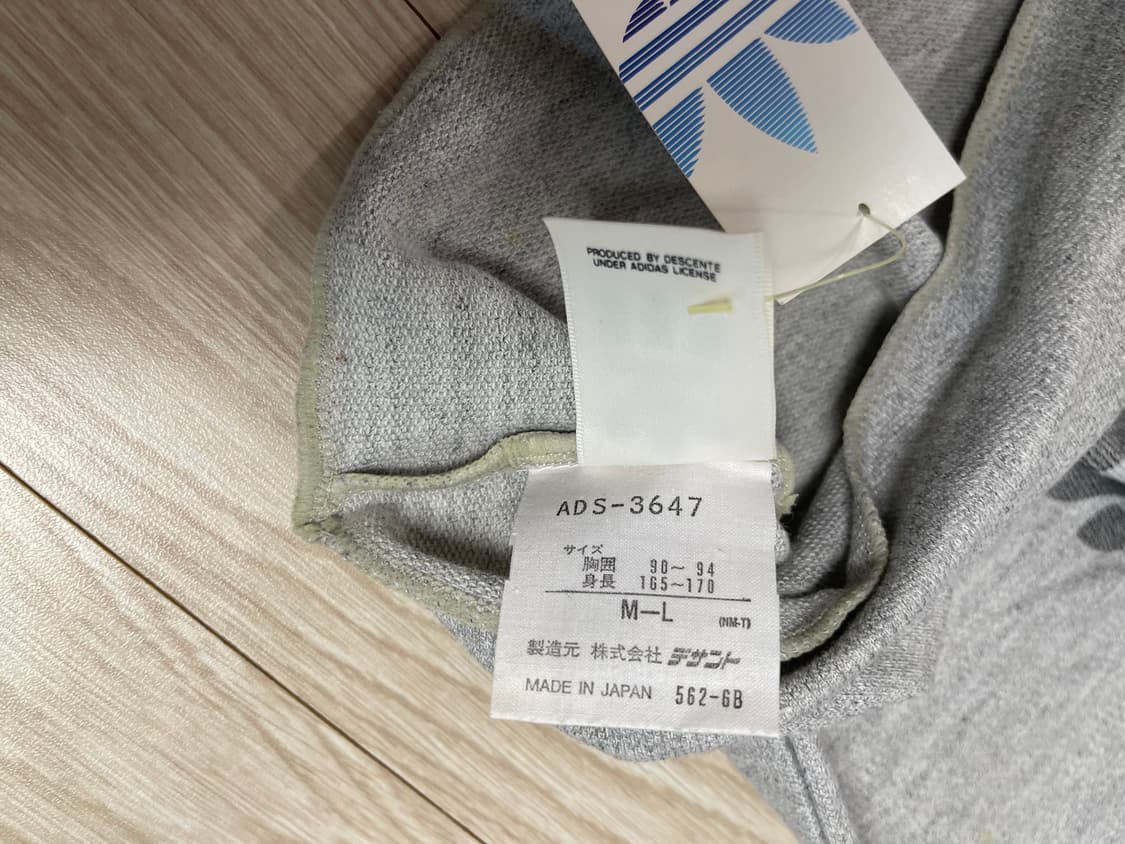 PRODUCED BY DESCENTE
UNDER ADIDAS LICENSE
ADS-3647
サイズ
胸囲 90～94
身長 165～170
M－L (NM-T)
製造元 株式会社デサント
MADE IN JAPAN 562-6B